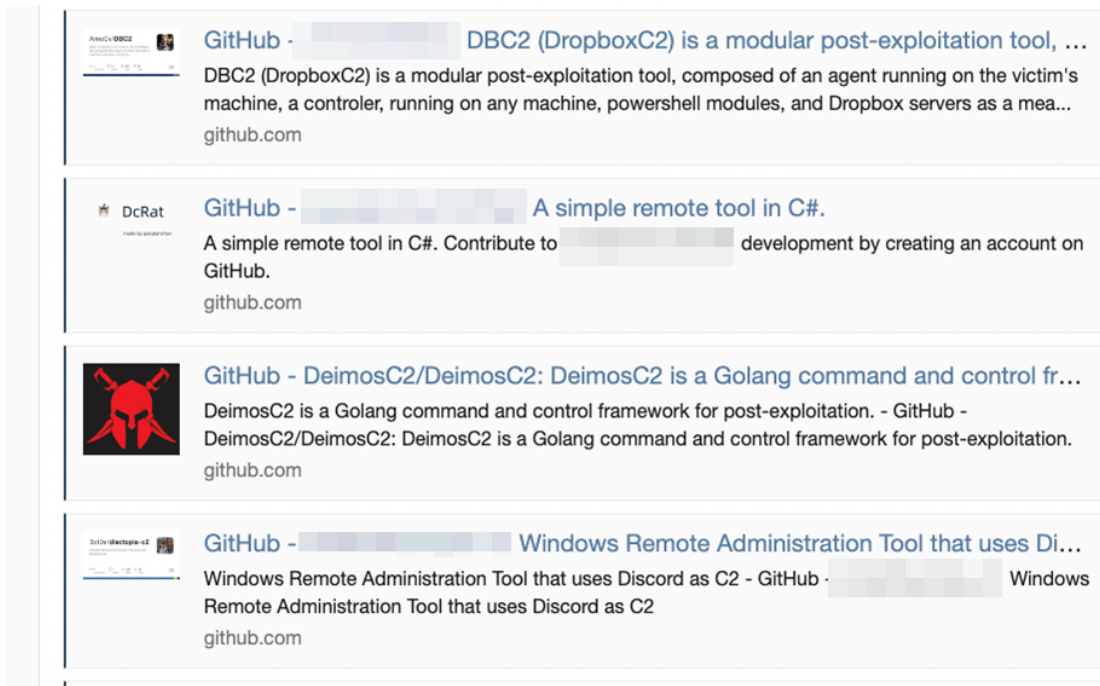 GitHub - DBC2 (DropboxC2) is a modular post-exploitation tool, ...
DBC2 (DropboxC2) is a modular post-exploitation tool, composed of an agent running on the victim's
machine, a controler, running on any machine, powershell modules, and Dropbox servers as a mea...
github.com
DcRat
GitHub - A simple remote tool in C#.
A simple remote tool in C#. Contribute to development by creating an account on
GitHub.
github.com
GitHub - DeimosC2/DeimosC2: DeimosC2 is a Golang command and control fr...
DeimosC2 is a Golang command and control framework for post-exploitation. - GitHub -
DeimosC2/DeimosC2: DeimosC2 is a Golang command and control framework for post-exploitation.
github.com
GitHub - Windows Remote Administration Tool that uses Di...
Windows Remote Administration Tool that uses Discord as C2 - GitHub - Windows
Remote Administration Tool that uses Discord as C2
github.com